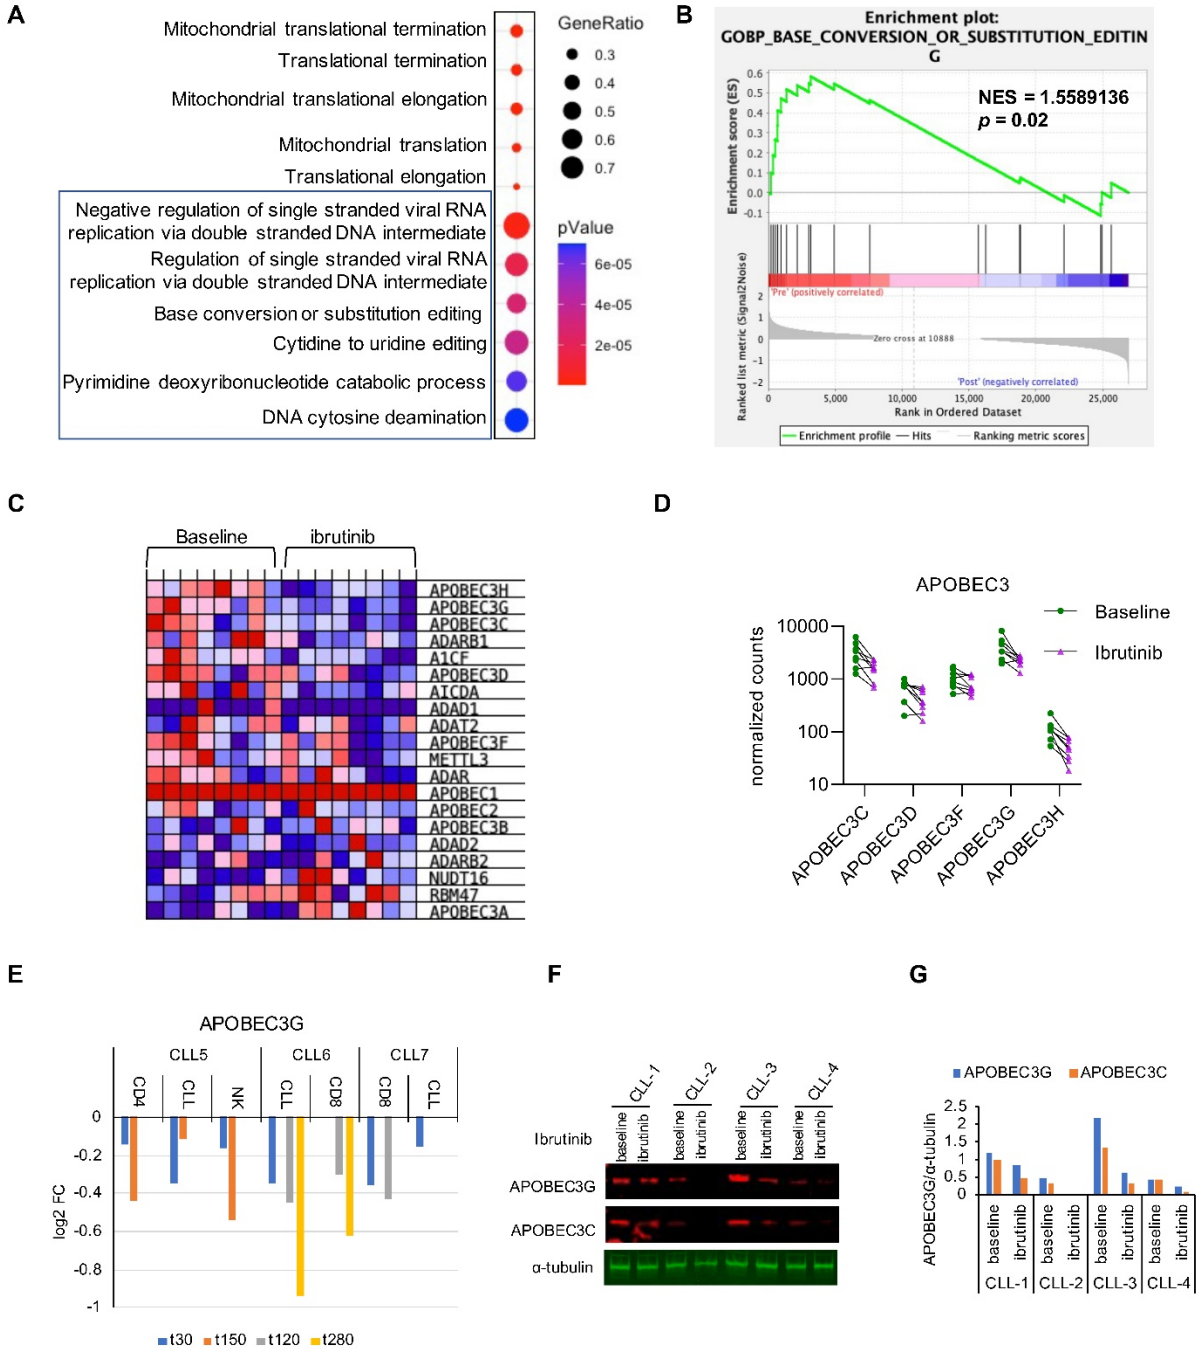 A
Mitochondrial translational termination
Translational termination
Mitochondrial translational elongation
Mitochondrial translation
Translational elongation
Negative regulation of single stranded viral RNA
replication via double stranded DNA intermediate
Regulation of single stranded viral RNA
replication via double stranded DNA intermediate
Base conversion or substitution editing
Cytidine to uridine editing
Pyrimidine deoxyribonucleotide catabolic process
DNA cytosine deamination
GeneRatio
0.3
0.4
0.5
0.6
0.7
pValue
6e-05
4e-05
2e-05
B
Enrichment plot:
GOBP_BASE_CONVERSION_OR_SUBSTITUTION_EDITIN
G
NES = 1.5589136
p = 0.02
Enrichment score (ES)
0.6
0.5
0.4
0.3
0.2
0.1
0.0
-0.1
'Pre' (positively correlated)
Ranked list metric (Signal2Noise)
2
1
0
-1
-2
Zero cross at 10888
'Post' (negatively correlated)
0 5,000 10,000 15,000 20,000 25,000
Rank in Ordered Dataset
Enrichment profile Hits Ranking metric scores
C
Baseline ibrutinib
APOBEC3H
APOBEC3G
APOBEC3C
ADARB1
A1CF
APOBEC3D
AICDA
ADAD1
ADAT2
APOBEC3F
METTL3
ADAR
APOBEC1
APOBEC2
APOBEC3B
ADAD2
ADARB2
NUDT16
RBM47
APOBEC3A
D
APOBEC3
Baseline
Ibrutinib
normalized counts
10000
1000
100
10
APOBEC3C APOBEC3D APOBEC3F APOBEC3G APOBEC3H
E
APOBEC3G
CLL5 CLL6 CLL7
CD4 CLL NK CLL CD8 CD8 CLL
log2 FC
0
-0.2
-0.4
-0.6
-0.8
-1
t30 t150 t120 t280
F
CLL-1 CLL-2 CLL-3 CLL-4
Ibrutinib
baseline ibrutinib baseline ibrutinib baseline ibrutinib baseline ibrutinib
APOBEC3G
APOBEC3C
α-tubulin
G
APOBEC3G APOBEC3C
APOBEC3G/α-tubulin
2.5
2
1.5
1
0.5
0
baseline ibrutinib baseline ibrutinib baseline ibrutinib baseline ibrutinib
CLL-1 CLL-2 CLL-3 CLL-4